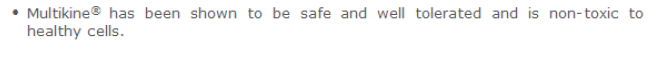 • Multikine® has been shown to be safe and well tolerated and is non-toxic to
healthy cells.